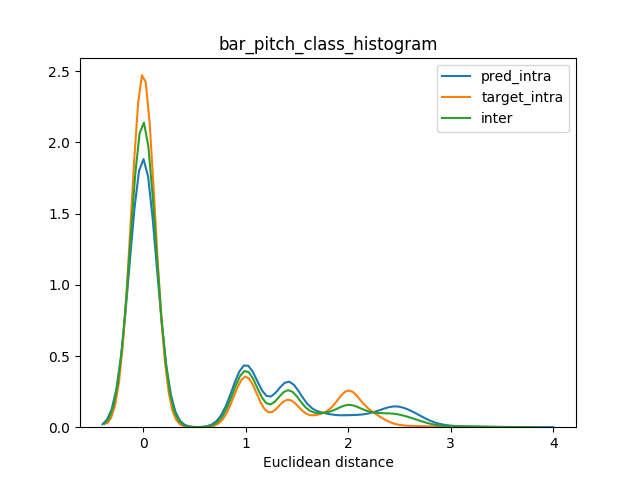 bar_pitch_class_histogram
pred_intra
target_intra
inter
2.5
2.0
1.5
1.0
0.5
0.0
0
1
2
3
4
Euclidean distance